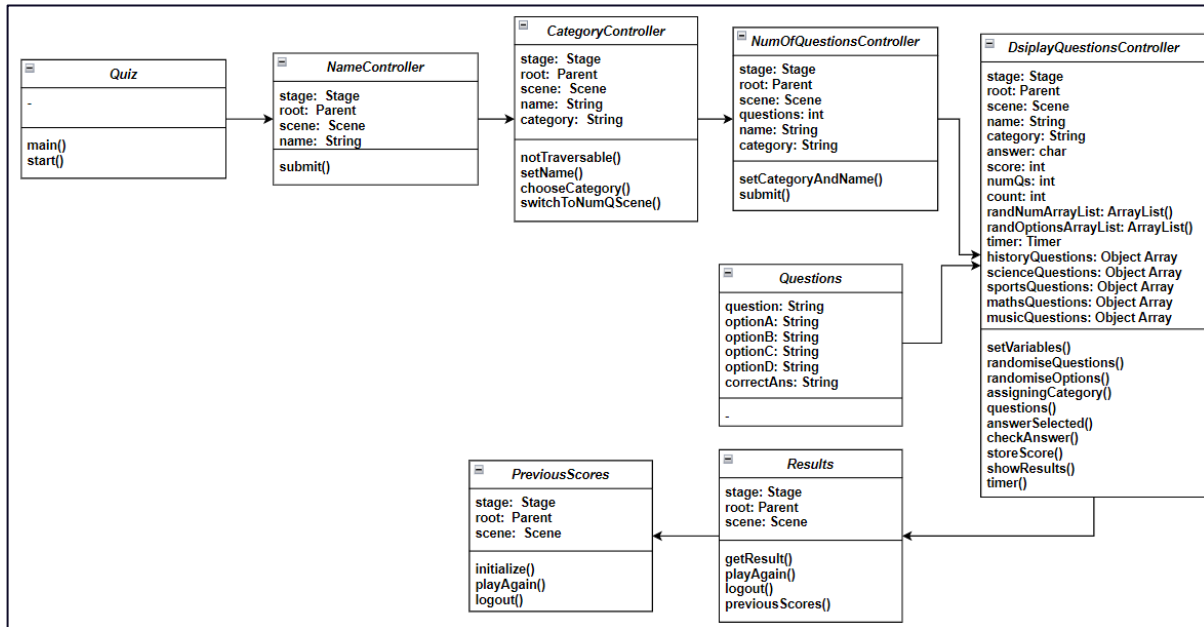 Quiz
-
main()
start()
NameController
stage: Stage
root: Parent
scene: Scene
name: String
submit()
CategoryController
stage: Stage
root: Parent
scene: Scene
name: String
category: String
notTraversable()
setName()
chooseCategory()
switchToNumQScene()
NumOfQuestionsController
stage: Stage
root: Parent
scene: Scene
questions: int
name: String
category: String
setCategoryAndName()
submit()
DsiplayQuestionsController
stage: Stage
root: Parent
scene: Scene
name: String
category: String
answer: char
score: int
numQs: int
count: int
randNumArrayList: ArrayList()
randOptionsArrayList: ArrayList()
timer: Timer
historyQuestions: Object Array
scienceQuestions: Object Array
sportsQuestions: Object Array
mathsQuestions: Object Array
musicQuestions: Object Array
setVariables()
randomiseQuestions()
randomiseOptions()
assigningCategory()
questions()
answerSelected()
checkAnswer()
storeScore()
showResults()
timer()
Questions
question: String
optionA: String
optionB: String
optionC: String
optionD: String
correctAns: String
-
PreviousScores
stage: Stage
root: Parent
scene: Scene
initialize()
playAgain()
logout()
Results
stage: Stage
root: Parent
scene: Scene
getResult()
playAgain()
logout()
previousScores()